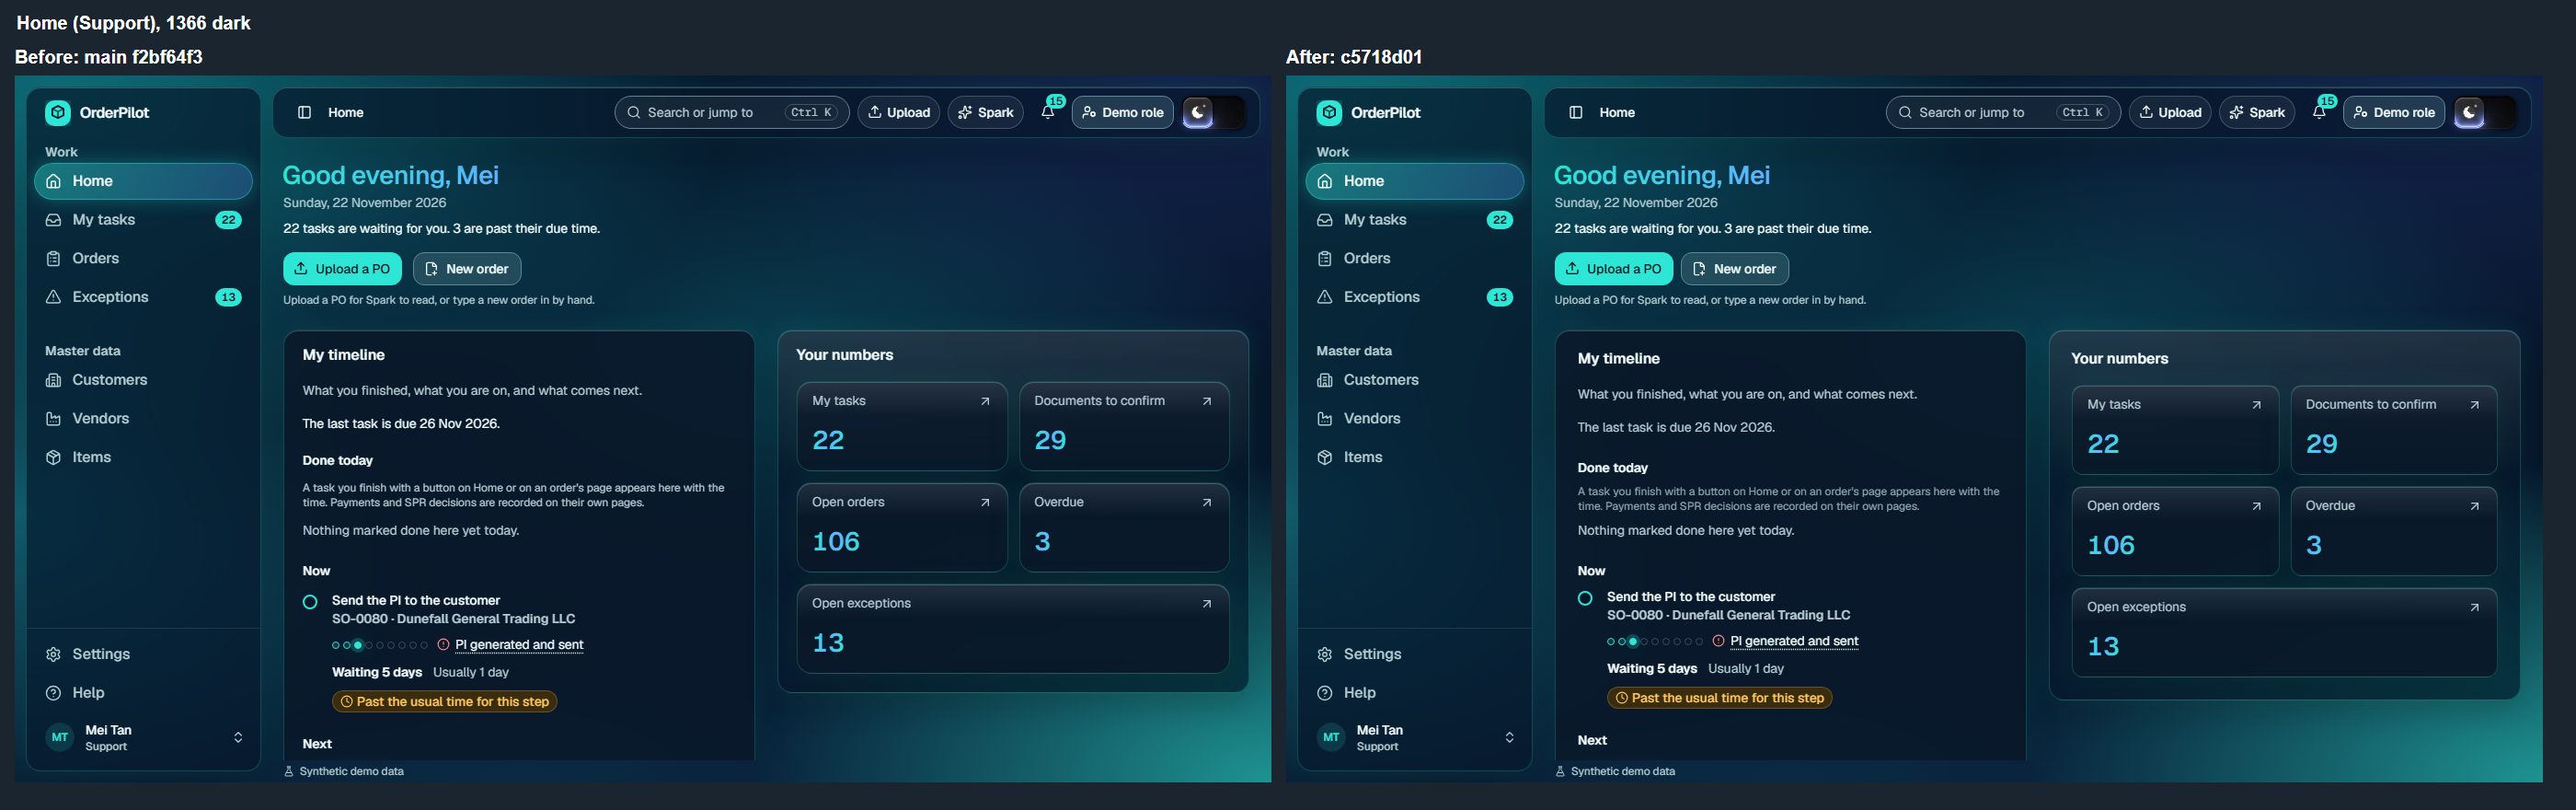 Home (Support), 1366 dark
Before: main f2bf64f3
OrderPilot
Work
Home
My tasks 22
Orders
Exceptions 13
Master data
Customers
Vendors
Items
Settings
Help
MT Mei Tan
Support
Home
Search or jump to Ctrl K
Upload
Spark
15
Demo role
Good evening, Mei
Sunday, 22 November 2026
22 tasks are waiting for you. 3 are past their due time.
Upload a PO
New order
Upload a PO for Spark to read, or type a new order in by hand.
My timeline
What you finished, what you are on, and what comes next.
The last task is due 26 Nov 2026.
Done today
A task you finish with a button on Home or on an order's page appears here with the
time. Payments and SPR decisions are recorded on their own pages.
Nothing marked done here yet today.
Now
Send the PI to the customer
SO-0080 · Dunefall General Trading LLC
PI generated and sent
Waiting 5 days Usually 1 day
Past the usual time for this step
Next
Synthetic demo data
Your numbers
My tasks
22
Documents to confirm
29
Open orders
106
Overdue
3
Open exceptions
13
After: c5718d01
OrderPilot
Work
Home
My tasks 22
Orders
Exceptions 13
Master data
Customers
Vendors
Items
Settings
Help
MT Mei Tan
Support
Home
Search or jump to Ctrl K
Upload
Spark
15
Demo role
Good evening, Mei
Sunday, 22 November 2026
22 tasks are waiting for you. 3 are past their due time.
Upload a PO
New order
Upload a PO for Spark to read, or type a new order in by hand.
My timeline
What you finished, what you are on, and what comes next.
The last task is due 26 Nov 2026.
Done today
A task you finish with a button on Home or on an order's page appears here with the
time. Payments and SPR decisions are recorded on their own pages.
Nothing marked done here yet today.
Now
Send the PI to the customer
SO-0080 · Dunefall General Trading LLC
PI generated and sent
Waiting 5 days Usually 1 day
Past the usual time for this step
Next
Synthetic demo data
Your numbers
My tasks
22
Documents to confirm
29
Open orders
106
Overdue
3
Open exceptions
13